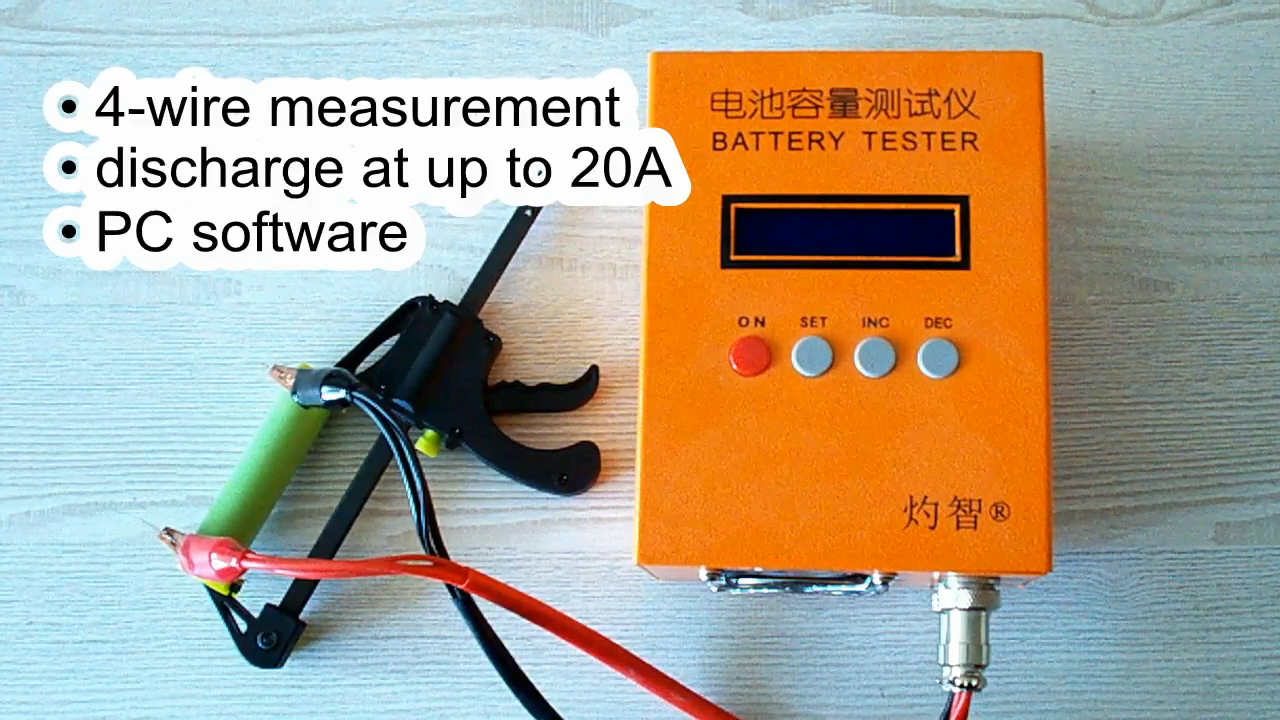 • 4-wire measurement
• discharge at up to 20A
• PC software
电池容量测试仪
BATTERY TESTER
ON SET INC DEC
灼智®